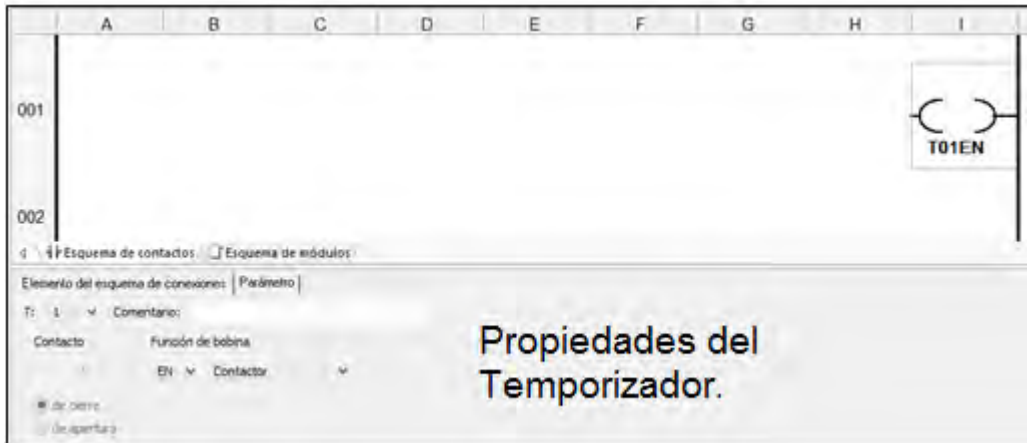 A B C D E F G H I
001
T01EN
002
Esquema de contactos Esquema de módulos
Elemento del esquema de conexiones Parámetro
T: 1 Comentario:
Contacto Función de bobina
EN Contactor
de cierre
de apertura
Propiedades del
Temporizador.